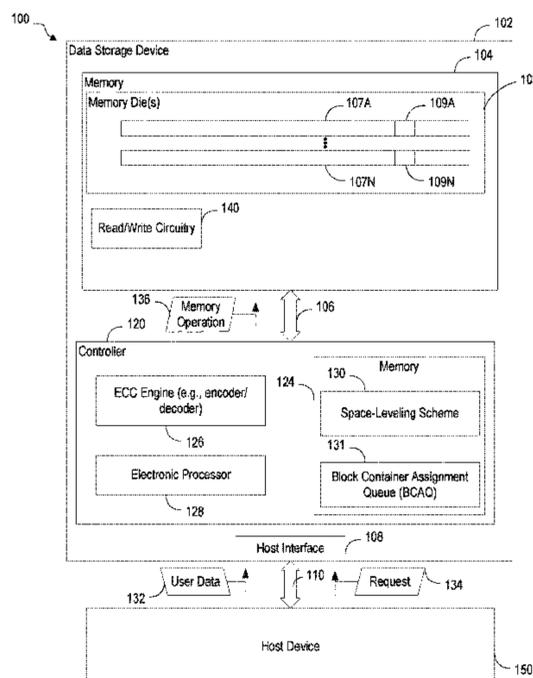 100
102
Data Storage Device
104
Memory
Memory Die(s)
107A
109A
107N
109N
140
Read/Write Circuitry
136
Memory
Operation
106
120
Controller
Memory
ECC Engine (e.g., encoder/
decoder)
124
130
Space-Leveling Scheme
126
131
Electronic Processor
Block Container Assignment
Queue (BCAQ)
128
108
Host Interface
User Data
110
Request
132
134
Host Device
150